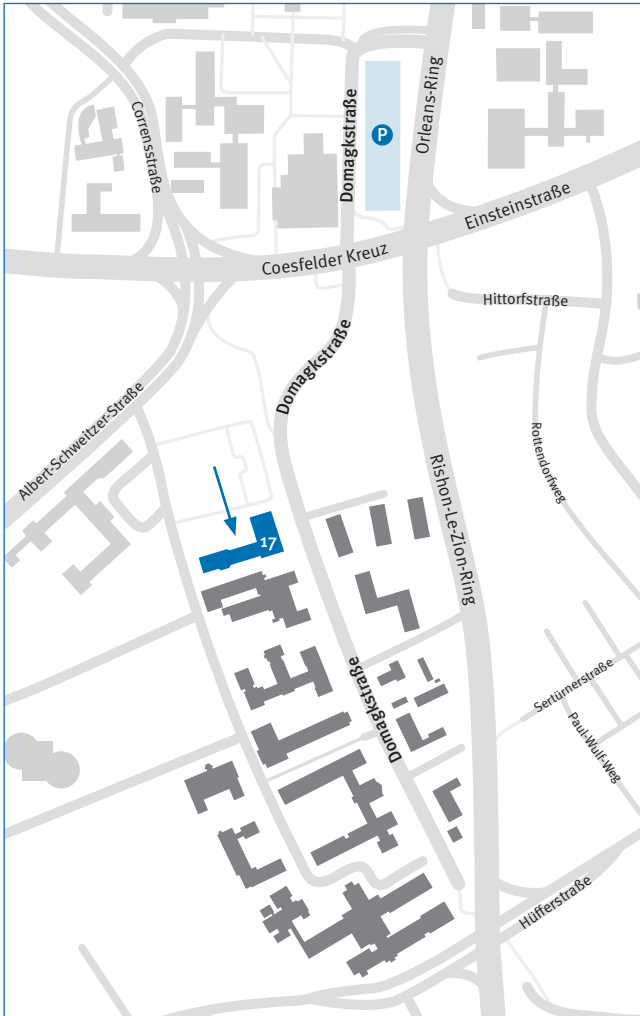 Orleans-Ring
Domagkstraße
P
Corrensstraße
Einsteinstraße
Coesfelder Kreuz
Hittorfstraße
Domagkstraße
Albert-Schweitzer-Straße
Rottendorfweg
Rishon-Le-Zion-Ring
17
Sertürnerstraße
Domagkstraße
Paul-Wulf-Weg
Hüfferstraße